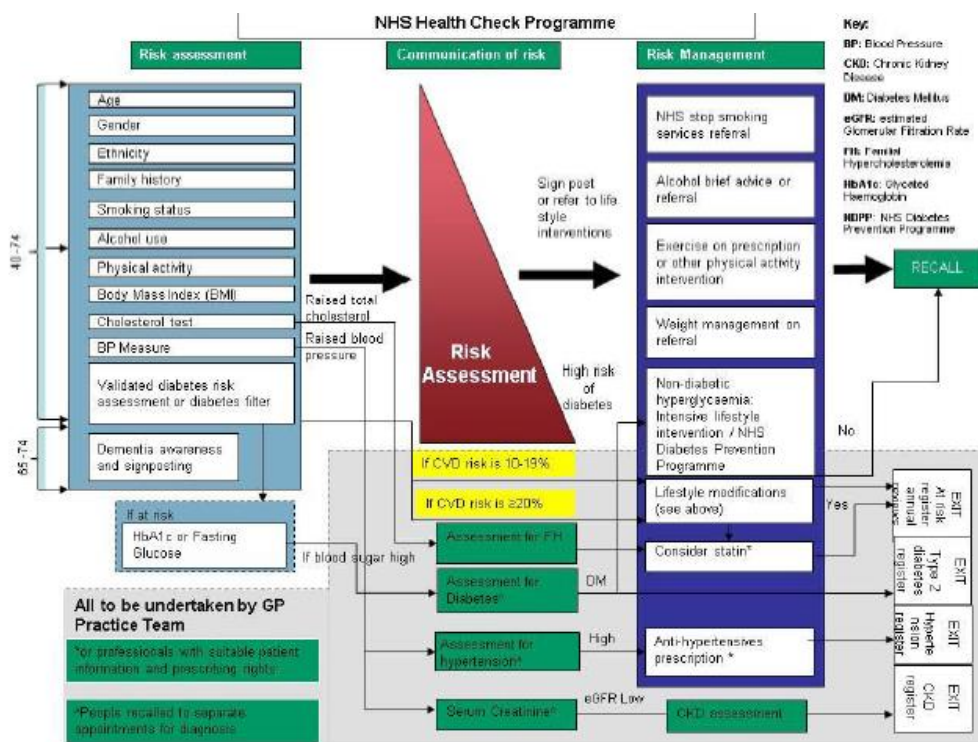 NHS Health Check Programme
Risk assessment
Communication of risk
Risk Management
Key:
BP: Blood Pressure
CKD: Chronic Kidney
Disease
DM: Diabetes Mellitus
eGFR: estimated
Glomerular Filtration Rate
FH: Familial
Hypercholesterolemia
HbA1c: Glycated
Haemoglobin
NDPP: NHS Diabetes
Prevention Programme
40-74
65-74
Age
Gender
Ethnicity
Family history
Smoking status
Alcohol use
Physical activity
Body Mass Index (BMI)
Cholesterol test
BP Measure
Validated diabetes risk
assessment or diabetes filter
Dementia awareness
and signposting
If at risk
HbA1c or Fasting
Glucose
Raised total
cholesterol
Raised blood
pressure
If blood sugar high
Risk
Assessment
Sign post
or refer to life
style
interventions
High risk
of
diabetes
If CVD risk is 10-19%
If CVD risk is ≥20%
Assessment for FH
Assessment for
Diabetes^
DM
Assessment for
hypertension^
High
Serum Creatinine^
eGFR Low
CKD assessment
NHS stop smoking
services referral
Alcohol brief advice or
referral
Exercise on prescription
or other physical activity
intervention
Weight management on
referral
Non-diabetic
hyperglycaemia:
Intensive lifestyle
intervention / NHS
Diabetes Prevention
Programme
Lifestyle modifications
(see above)
Consider statin*
Anti-hypertensives
prescription *
RECALL
No
Yes
EXIT
At risk
register
annual
reviews
EXIT
Type 2
diabetes
register
EXIT
Hyperte
nsion
register
EXIT
CKD
register
All to be undertaken by GP
Practice Team
*or professionals with suitable patient
information and prescribing rights
^People recalled to separate
appointments for diagnosis